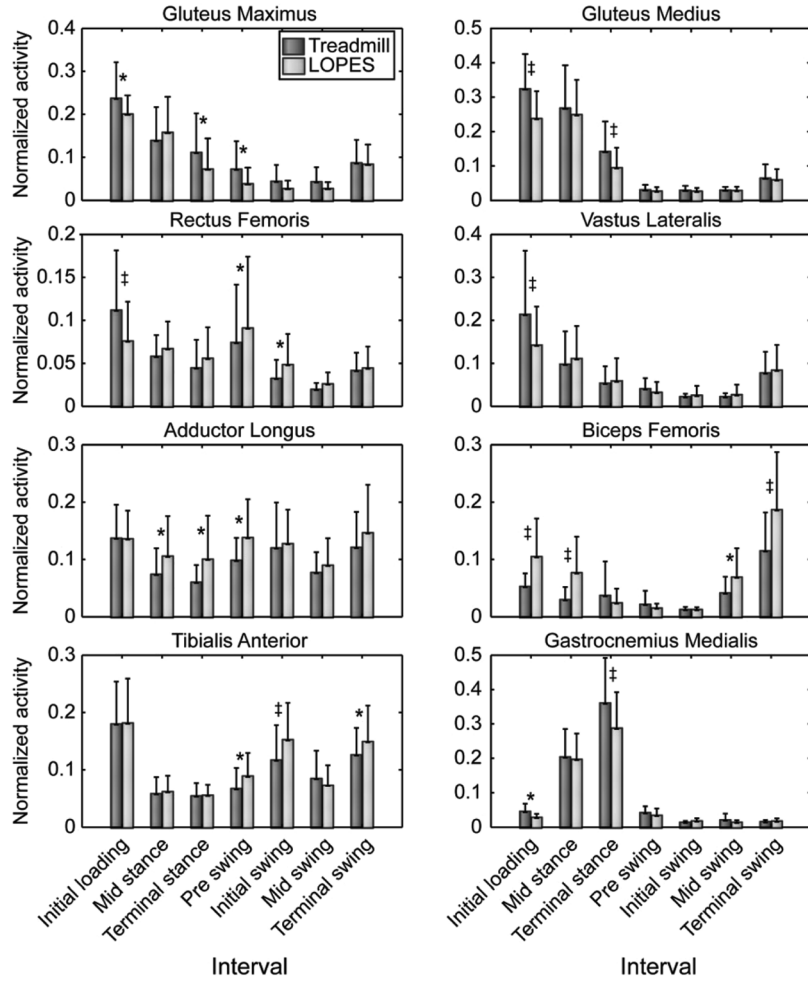 Gluteus Maximus
Normalized activity
0.4
0.3
0.2
0.1
0
Treadmill
LOPES
*
*
*
Gluteus Medius
0.5
0.4
0.3
0.2
0.1
0
‡
‡
Rectus Femoris
Normalized activity
0.2
0.15
0.1
0.05
0
‡
*
*
Vastus Lateralis
0.4
0.3
0.2
0.1
0
‡
Adductor Longus
Normalized activity
0.3
0.2
0.1
0
*
*
*
Biceps Femoris
0.3
0.2
0.1
0
‡
‡
*
‡
Tibialis Anterior
Normalized activity
0.3
0.2
0.1
0
*
‡
*
Initial loading
Mid stance
Terminal stance
Pre swing
Initial swing
Mid swing
Terminal swing
Interval
Gastrocnemius Medialis
0.5
0.4
0.3
0.2
0.1
0
*
‡
Initial loading
Mid stance
Terminal stance
Pre swing
Initial swing
Mid swing
Terminal swing
Interval